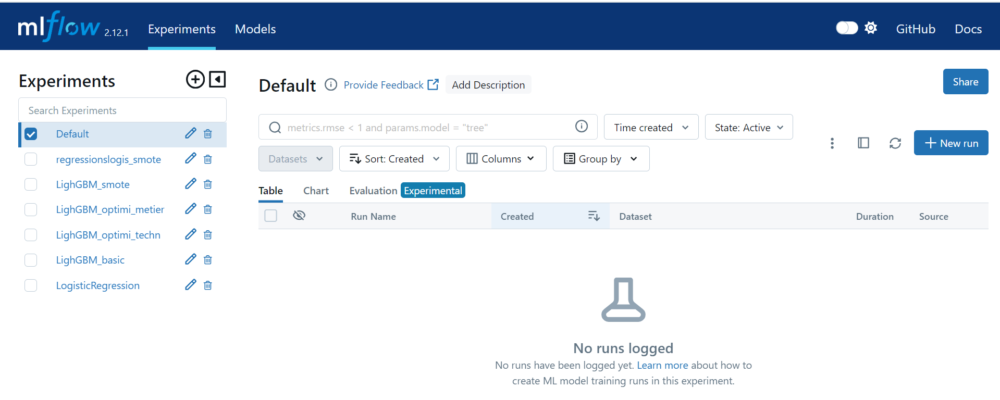 mlflow 2.12.1 Experiments Models GitHub Docs
Experiments
Search Experiments
Default
regressionslogis_smote
LighGBM_smote
LighGBM_optimi_metier
LighGBM_optimi_techn
LighGBM_basic
LogisticRegression
Default Provide Feedback Add Description Share
metrics.rmse < 1 and params.model = "tree" Time created State: Active
Datasets Sort: Created Columns Group by
New run
Table Chart Evaluation Experimental
Run Name Created Dataset Duration Source
No runs logged
No runs have been logged yet. Learn more about how to
create ML model training runs in this experiment.